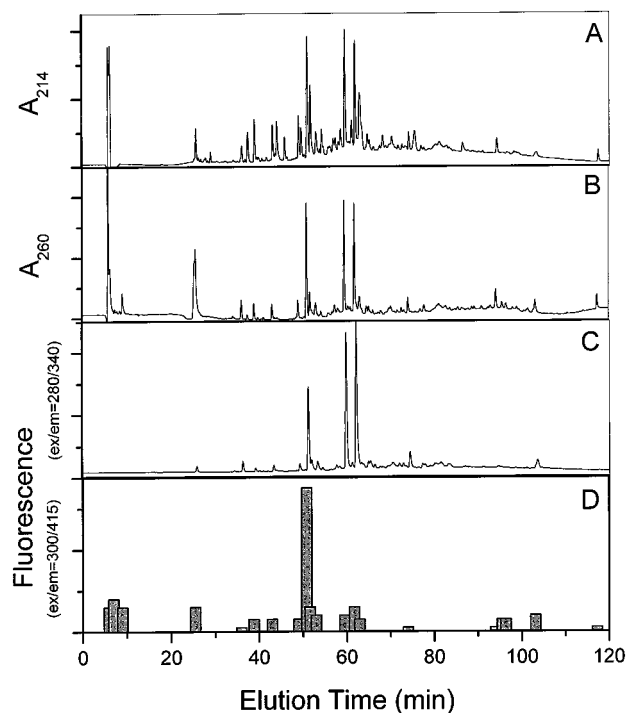 A
A214
B
A260
C
(ex/em=280/340)
D
Fluorescence
(ex/em=300/415)
0 20 40 60 80 100 120
Elution Time (min)